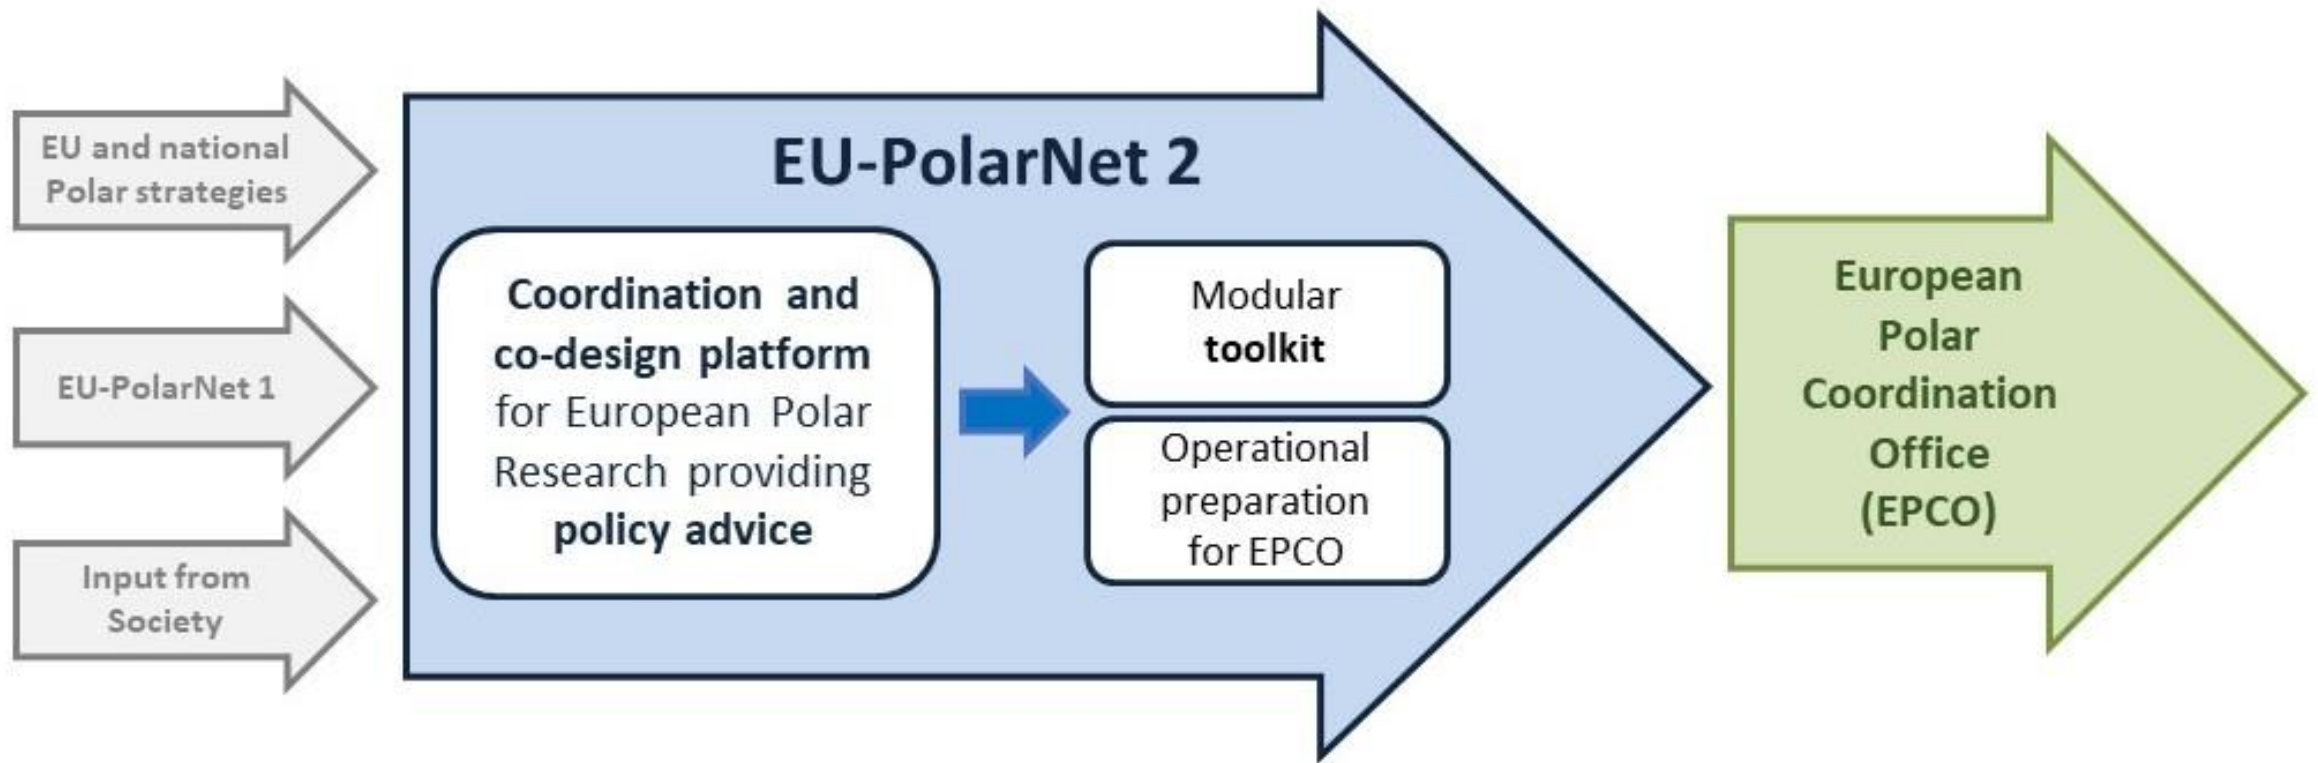 EU and national
Polar strategies
EU-PolarNet 1
Input from
Society
EU-PolarNet 2
Coordination and
co-design platform
for European Polar
Research providing
policy advice
Modular
toolkit
Operational
preparation
for EPCO
European
Polar
Coordination
Office
(EPCO)